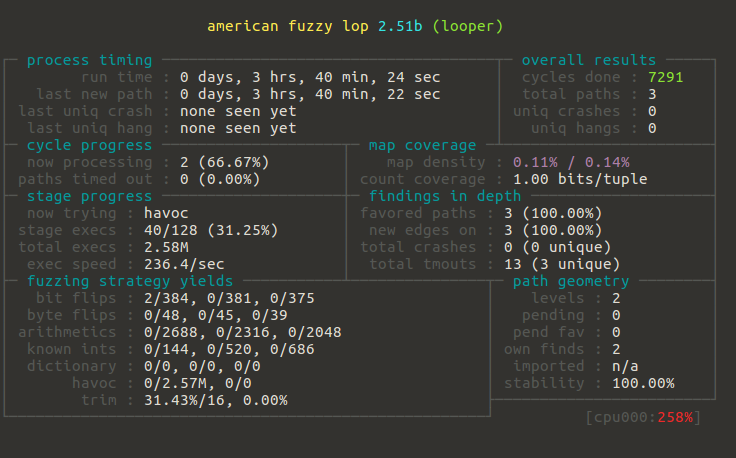 american fuzzy lop 2.51b (looper)
process timing overall results
run time : 0 days, 3 hrs, 40 min, 24 sec cycles done : 7291
last new path : 0 days, 3 hrs, 40 min, 22 sec total paths : 3
last uniq crash : none seen yet uniq crashes : 0
last uniq hang : none seen yet uniq hangs : 0
cycle progress map coverage
now processing : 2 (66.67%) map density : 0.11% / 0.14%
paths timed out : 0 (0.00%) count coverage : 1.00 bits/tuple
stage progress findings in depth
now trying : havoc favored paths : 3 (100.00%)
stage execs : 40/128 (31.25%) new edges on : 3 (100.00%)
total execs : 2.58M total crashes : 0 (0 unique)
exec speed : 236.4/sec total tmouts : 13 (3 unique)
fuzzing strategy yields path geometry
bit flips : 2/384, 0/381, 0/375 levels : 2
byte flips : 0/48, 0/45, 0/39 pending : 0
arithmetics : 0/2688, 0/2316, 0/2048 pend fav : 0
known ints : 0/144, 0/520, 0/686 own finds : 2
dictionary : 0/0, 0/0, 0/0 imported : n/a
havoc : 0/2.57M, 0/0 stability : 100.00%
trim : 31.43%/16, 0.00%
[cpu000:258%]